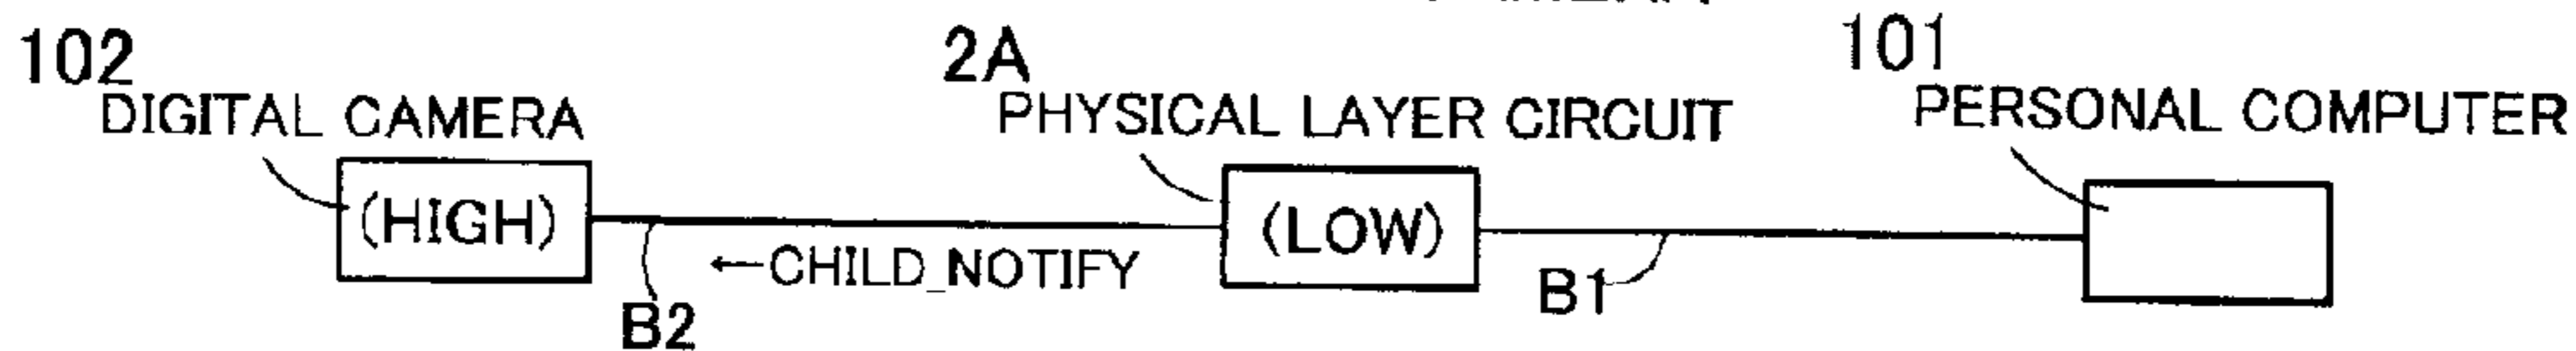 102
DIGITAL CAMERA
2A
PHYSICAL LAYER CIRCUIT
101
PERSONAL COMPUTER
(HIGH)
(LOW)
←CHILD_NOTIFY
B2
B1